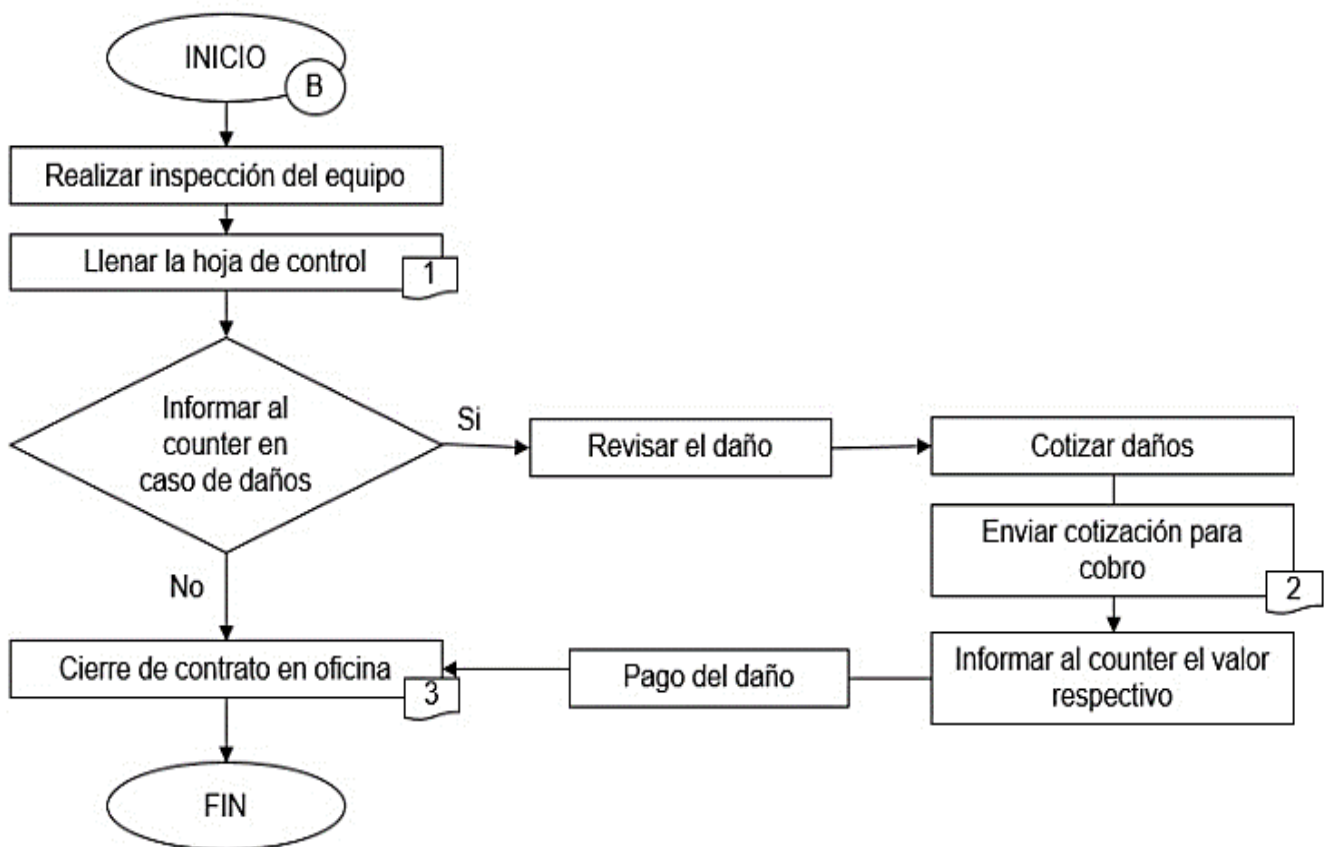 INICIO
B
Realizar inspección del equipo
Llenar la hoja de control
1
Informar al
counter en
caso de daños
Si
Revisar el daño
Cotizar daños
Enviar cotización para
cobro
2
No
Cierre de contrato en oficina
3
Pago del daño
Informar al counter el valor
respectivo
FIN